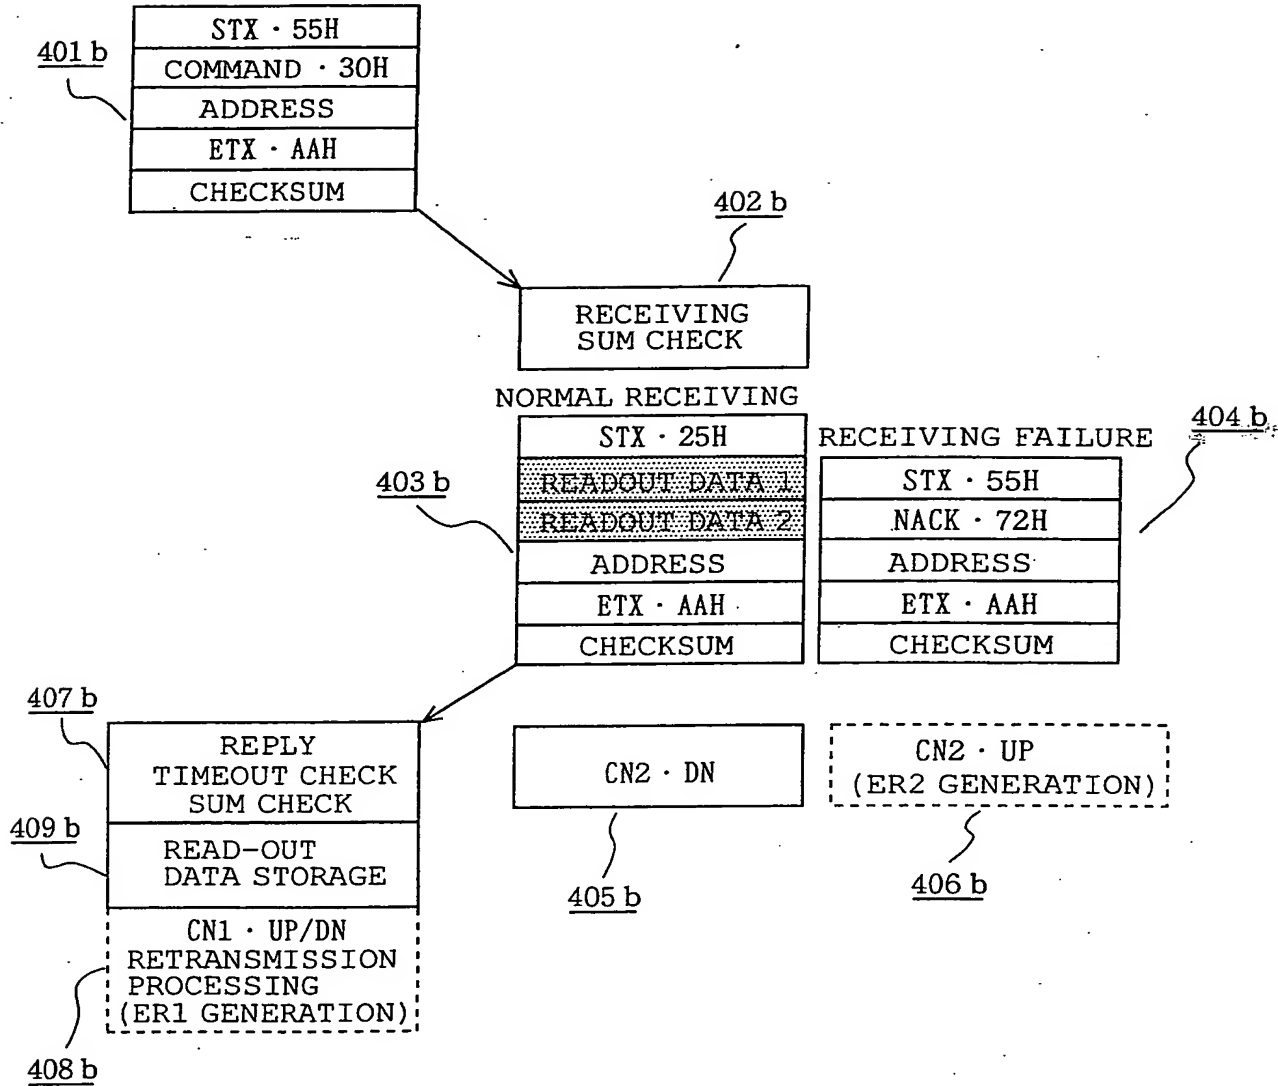 STX · 55H
401 b
COMMAND · 30H
ADDRESS
ETX · AAH
CHECKSUM
402 b
RECEIVING
SUM CHECK
NORMAL RECEIVING
404 b
STX · 25H
RECEIVING FAILURE
403 b
READOUT DATA 1
STX · 55H
READOUT DATA 2
NACK · 72H
ADDRESS
ADDRESS
ETX · AAH
ETX · AAH
CHECKSUM
CHECKSUM
407 b
REPLY
TIMEOUT CHECK
SUM CHECK
CN2 · DN
CN2 · UP
(ER2 GENERATION)
409 b
READ-OUT
DATA STORAGE
405 b
406 b
CN1 · UP/DN
RETRANSMISSION
PROCESSING
(ER1 GENERATION)
408 b